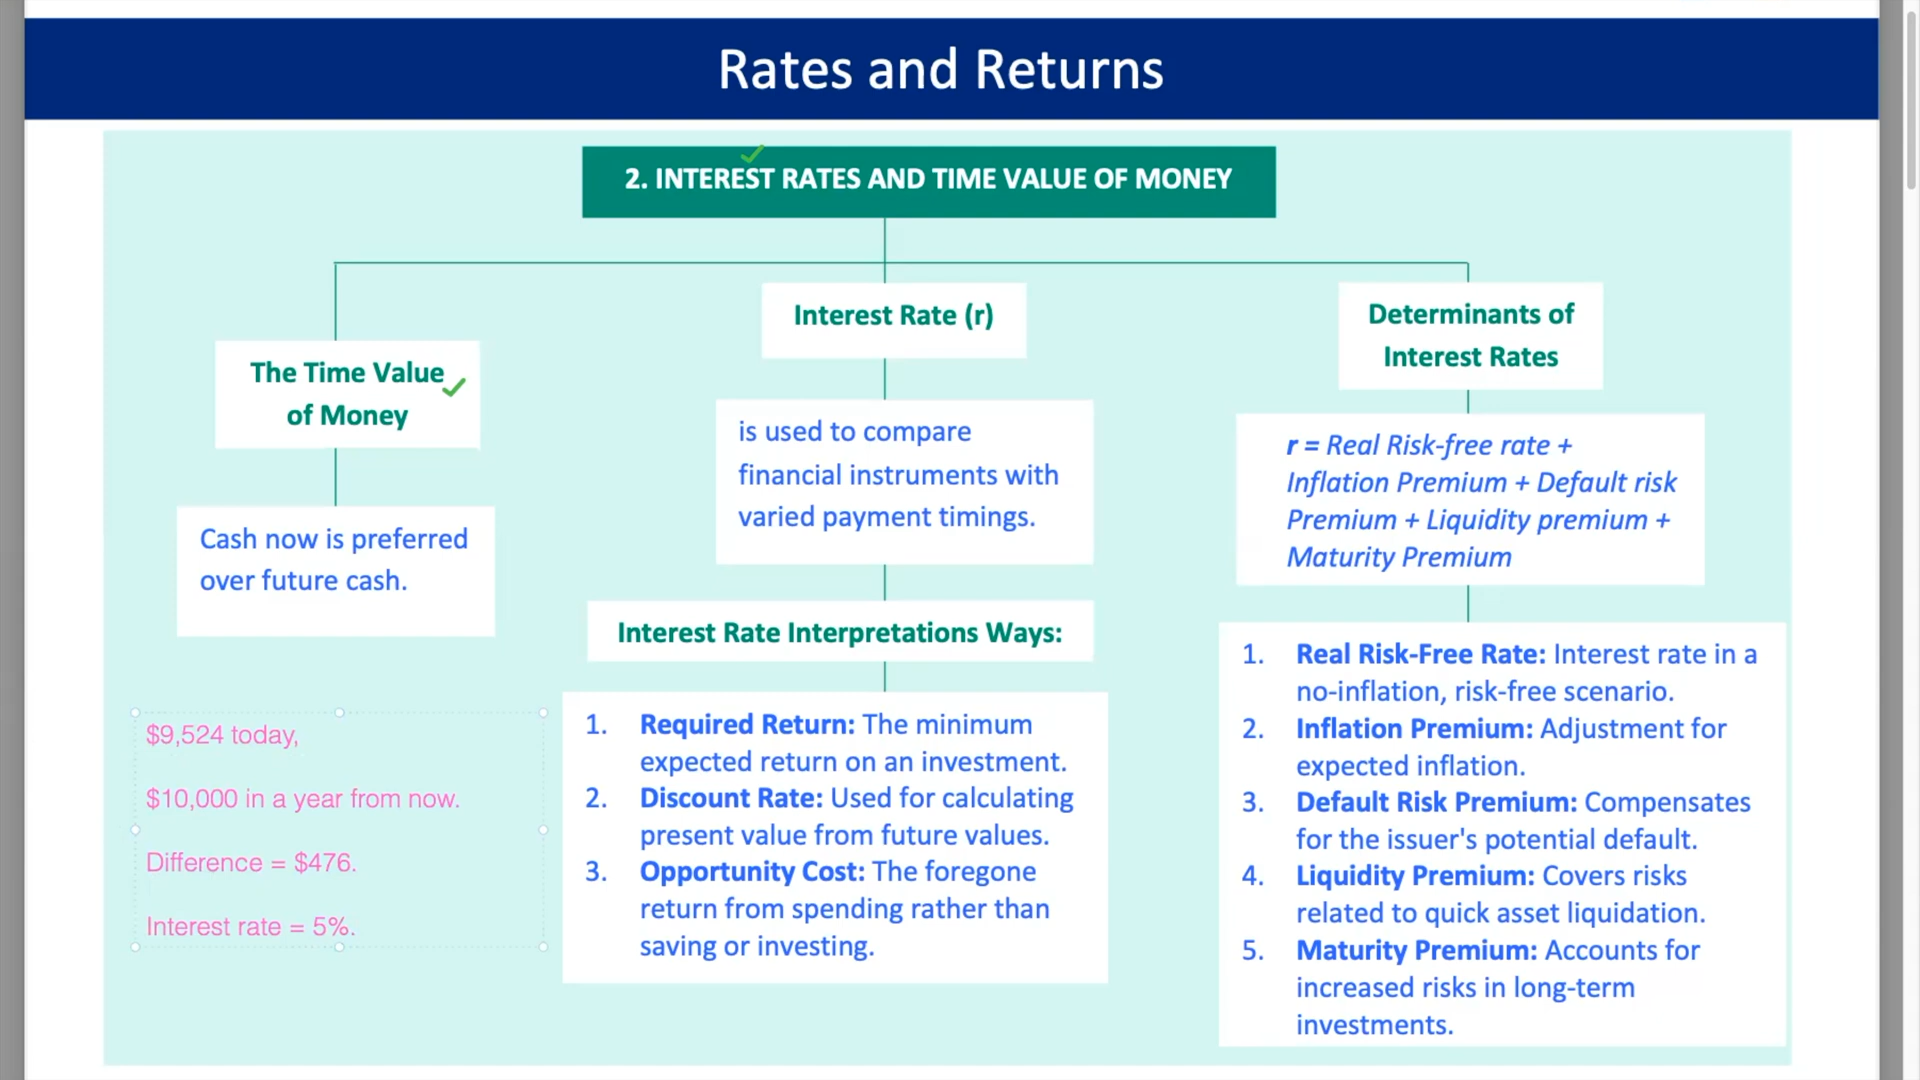 Rates and Returns
2. INTEREST RATES AND TIME VALUE OF MONEY
The Time Value
of Money
Cash now is preferred
over future cash.
$9,524 today,
$10,000 in a year from now.
Difference = $476.
Interest rate = 5%.
Interest Rate (r)
is used to compare
financial instruments with
varied payment timings.
Interest Rate Interpretations Ways:
1. Required Return: The minimum
expected return on an investment.
2. Discount Rate: Used for calculating
present value from future values.
3. Opportunity Cost: The foregone
return from spending rather than
saving or investing.
Determinants of
Interest Rates
r = Real Risk-free rate +
Inflation Premium + Default risk
Premium + Liquidity premium +
Maturity Premium
1. Real Risk-Free Rate: Interest rate in a
no-inflation, risk-free scenario.
2. Inflation Premium: Adjustment for
expected inflation.
3. Default Risk Premium: Compensates
for the issuer's potential default.
4. Liquidity Premium: Covers risks
related to quick asset liquidation.
5. Maturity Premium: Accounts for
increased risks in long-term
investments.